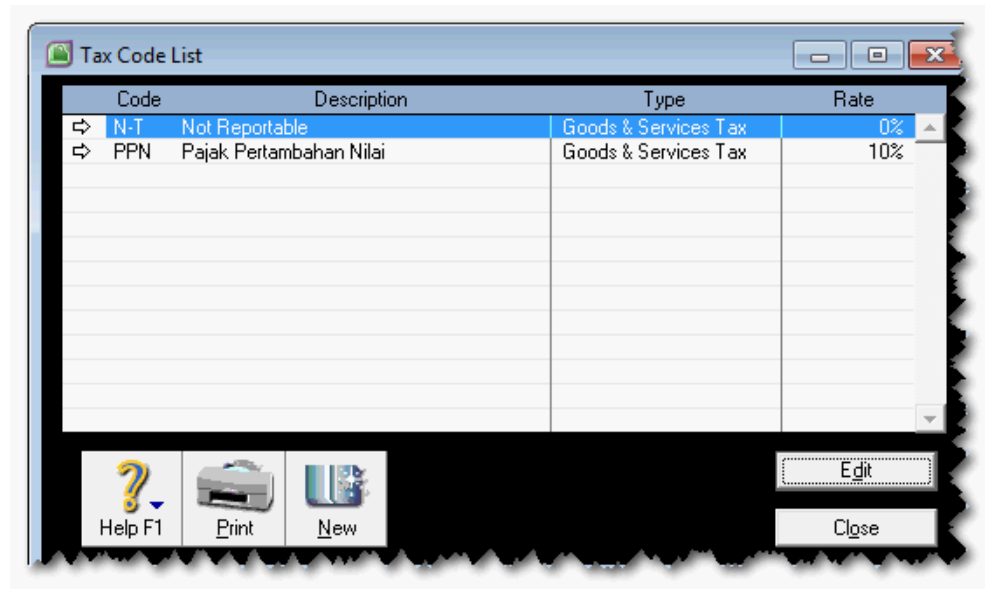 Tax Code List
Code Description Type Rate
N-T Not Reportable Goods & Services Tax 0%
PPN Pajak Pertambahan Nilai Goods & Services Tax 10%
Edit
Help F1 Print New Close